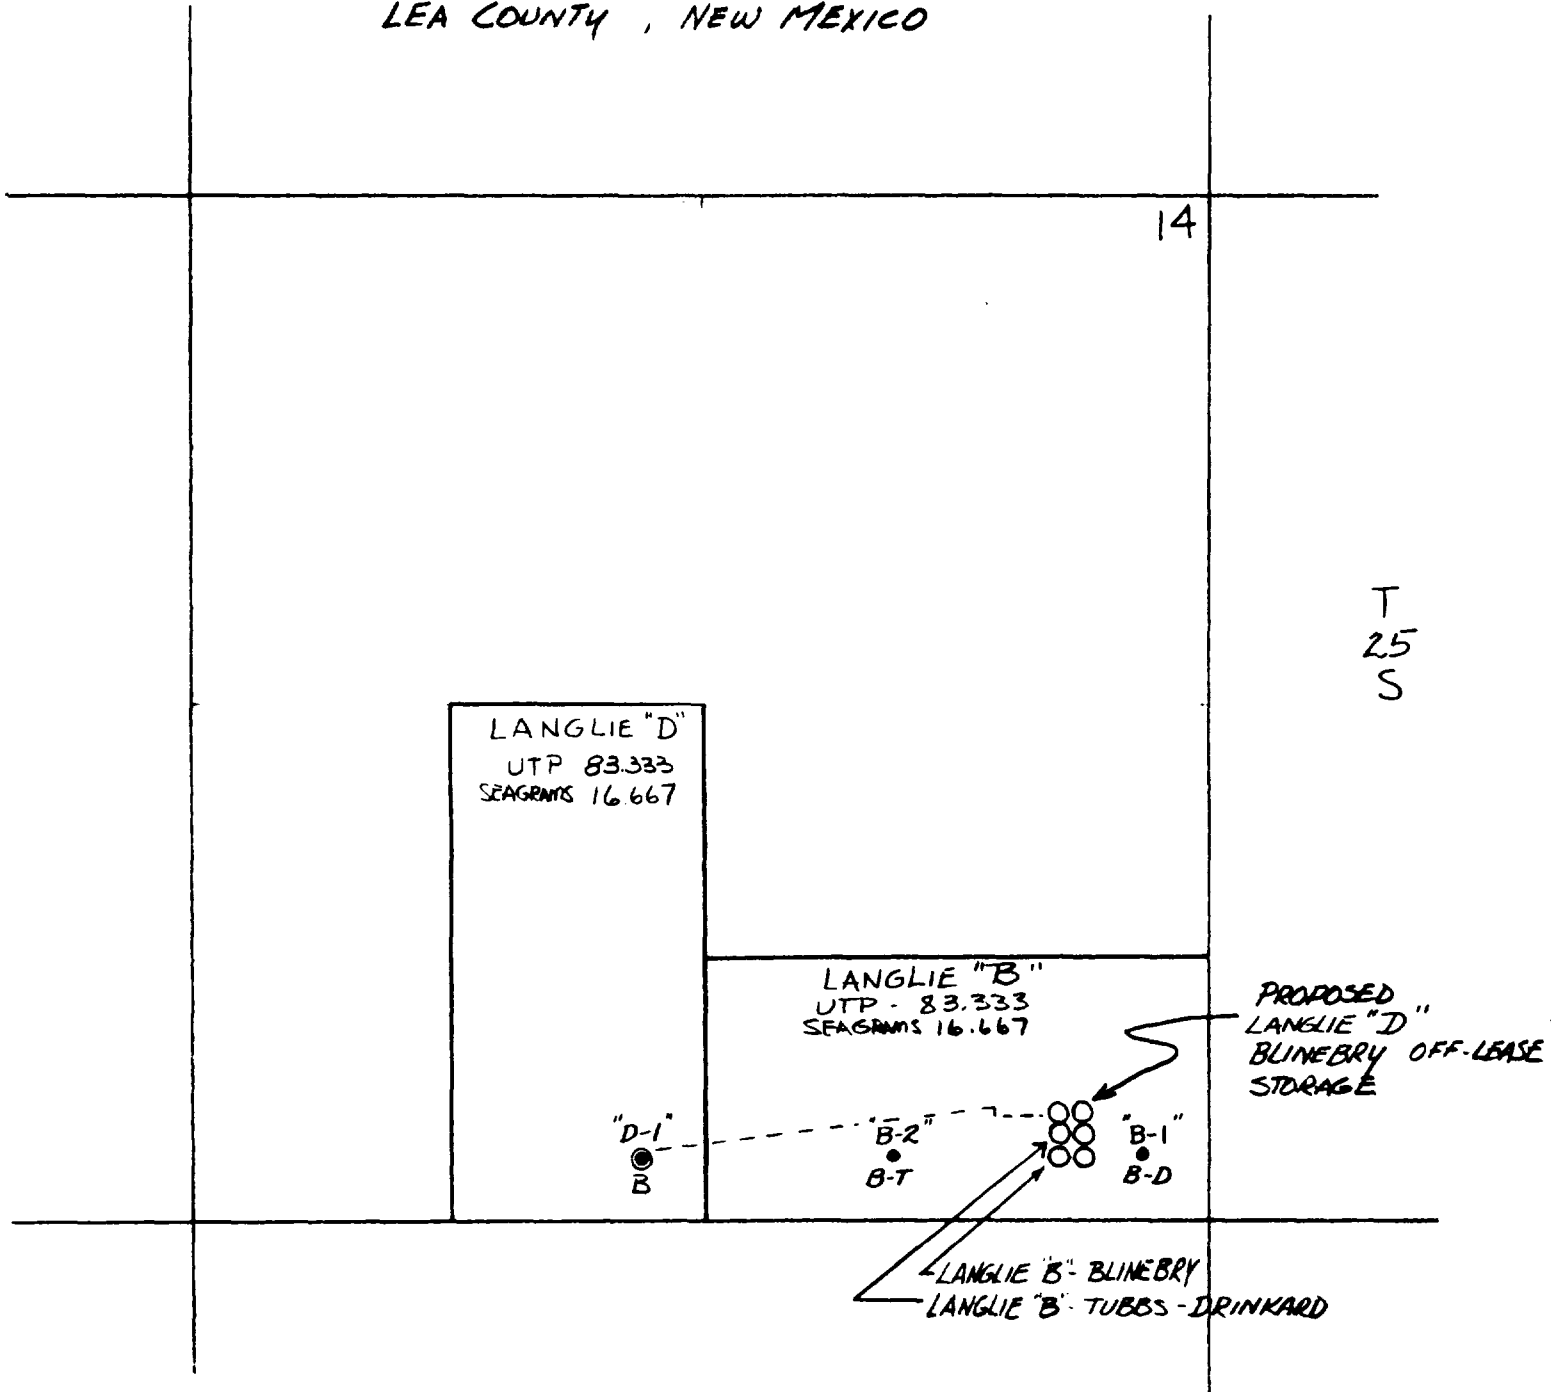 LEA COUNTY, NEW MEXICO
14
T
25
S
LANGLIE "D"
UTP 83.333
SEAGRAMS 16.667
LANGLIE "B"
UTP - 83.333
SEAGRAMS 16.667
PROPOSED
LANGLIE "D"
BLINEBRY OFF-LEASE
STORAGE
"D-1"
B
"B-2"
B-T
"B-1"
B-D
LANGLIE "B" - BLINEBRY
LANGLIE "B" - TUBBS - DRINKARD